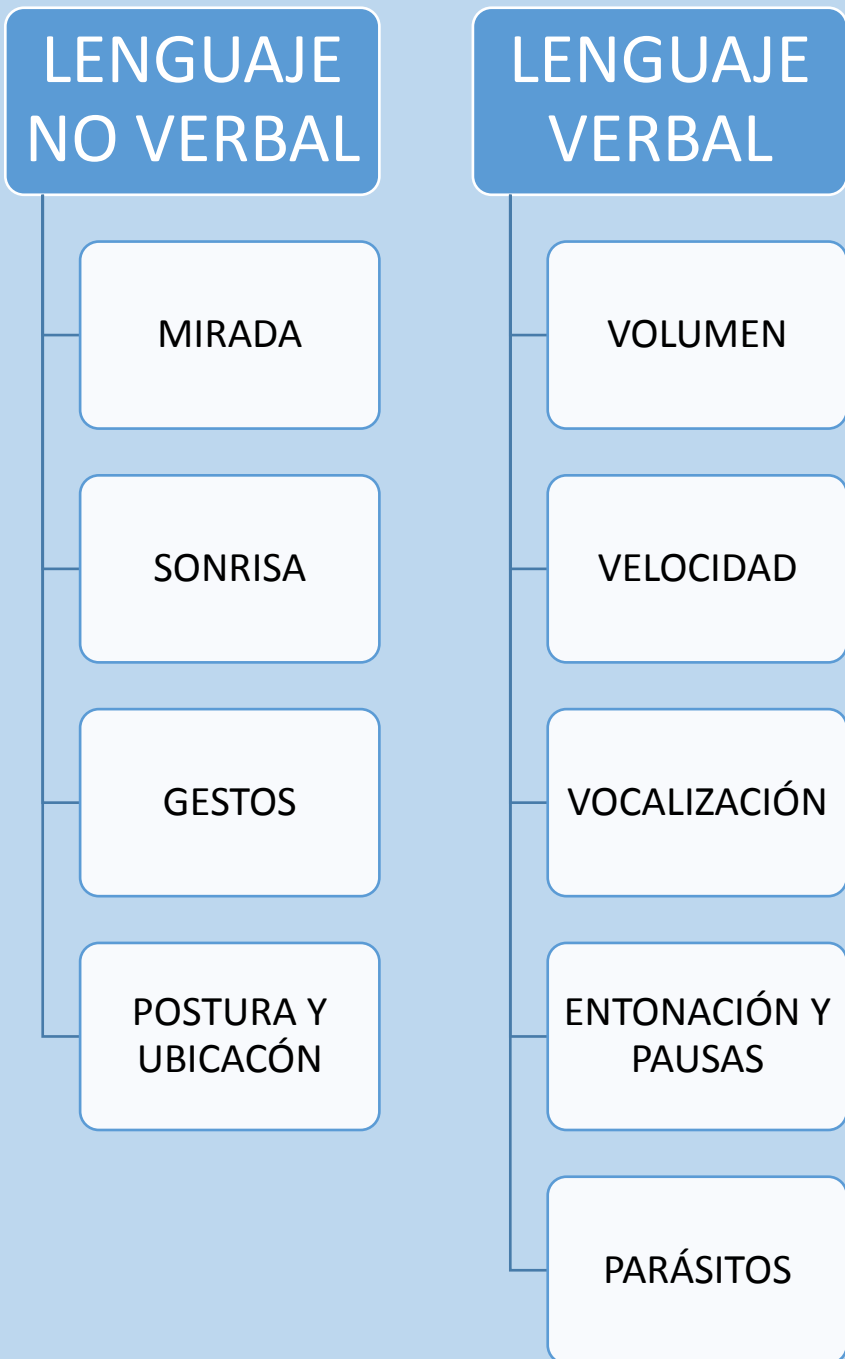 LENGUAJE
NO VERBAL
MIRADA
SONRISA
GESTOS
POSTURA Y
UBICACÓN
LENGUAJE
VERBAL
VOLUMEN
VELOCIDAD
VOCALIZACIÓN
ENTONACIÓN Y
PAUSAS
PARÁSITOS